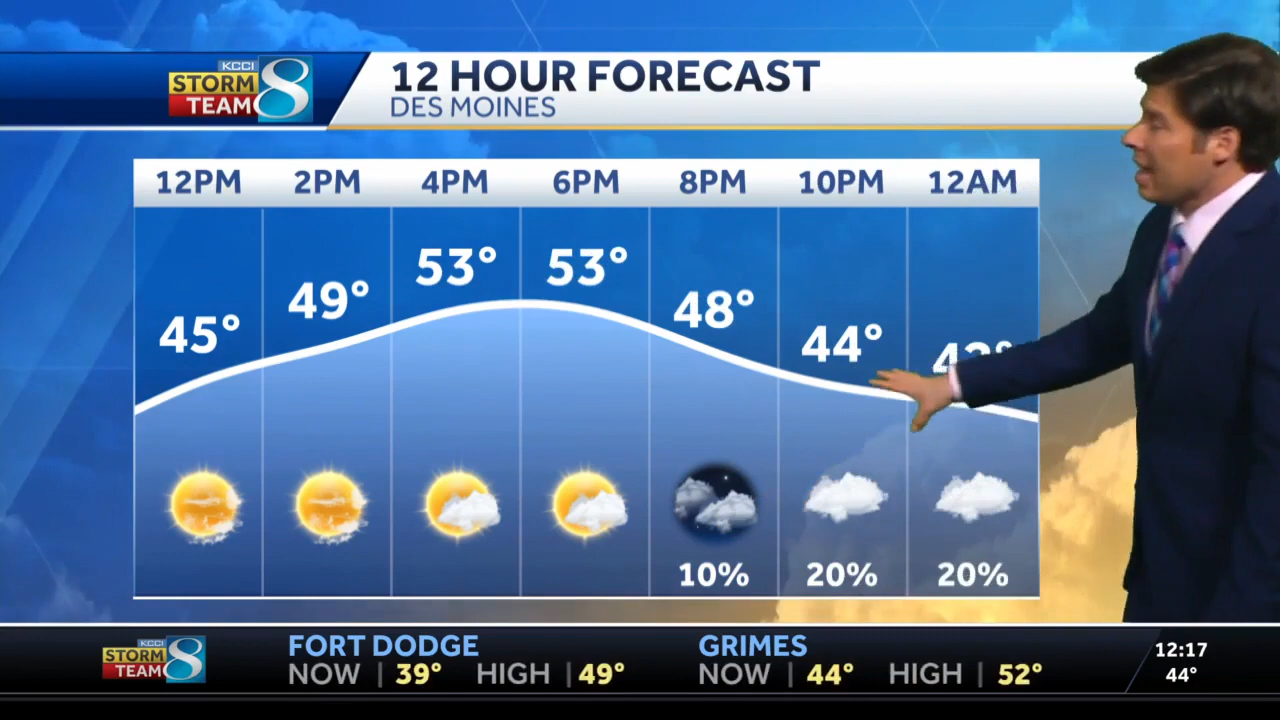 KCCI
STORM
TEAM 8
12 HOUR FORECAST
DES MOINES
12PM 2PM 4PM 6PM 8PM 10PM 12AM
45° 49° 53° 53° 48° 44°
10% 20% 20%
KCCI
STORM
TEAM 8
FORT DODGE
NOW | 39° HIGH | 49°
GRIMES
NOW | 44° HIGH | 52°
12:17
44°